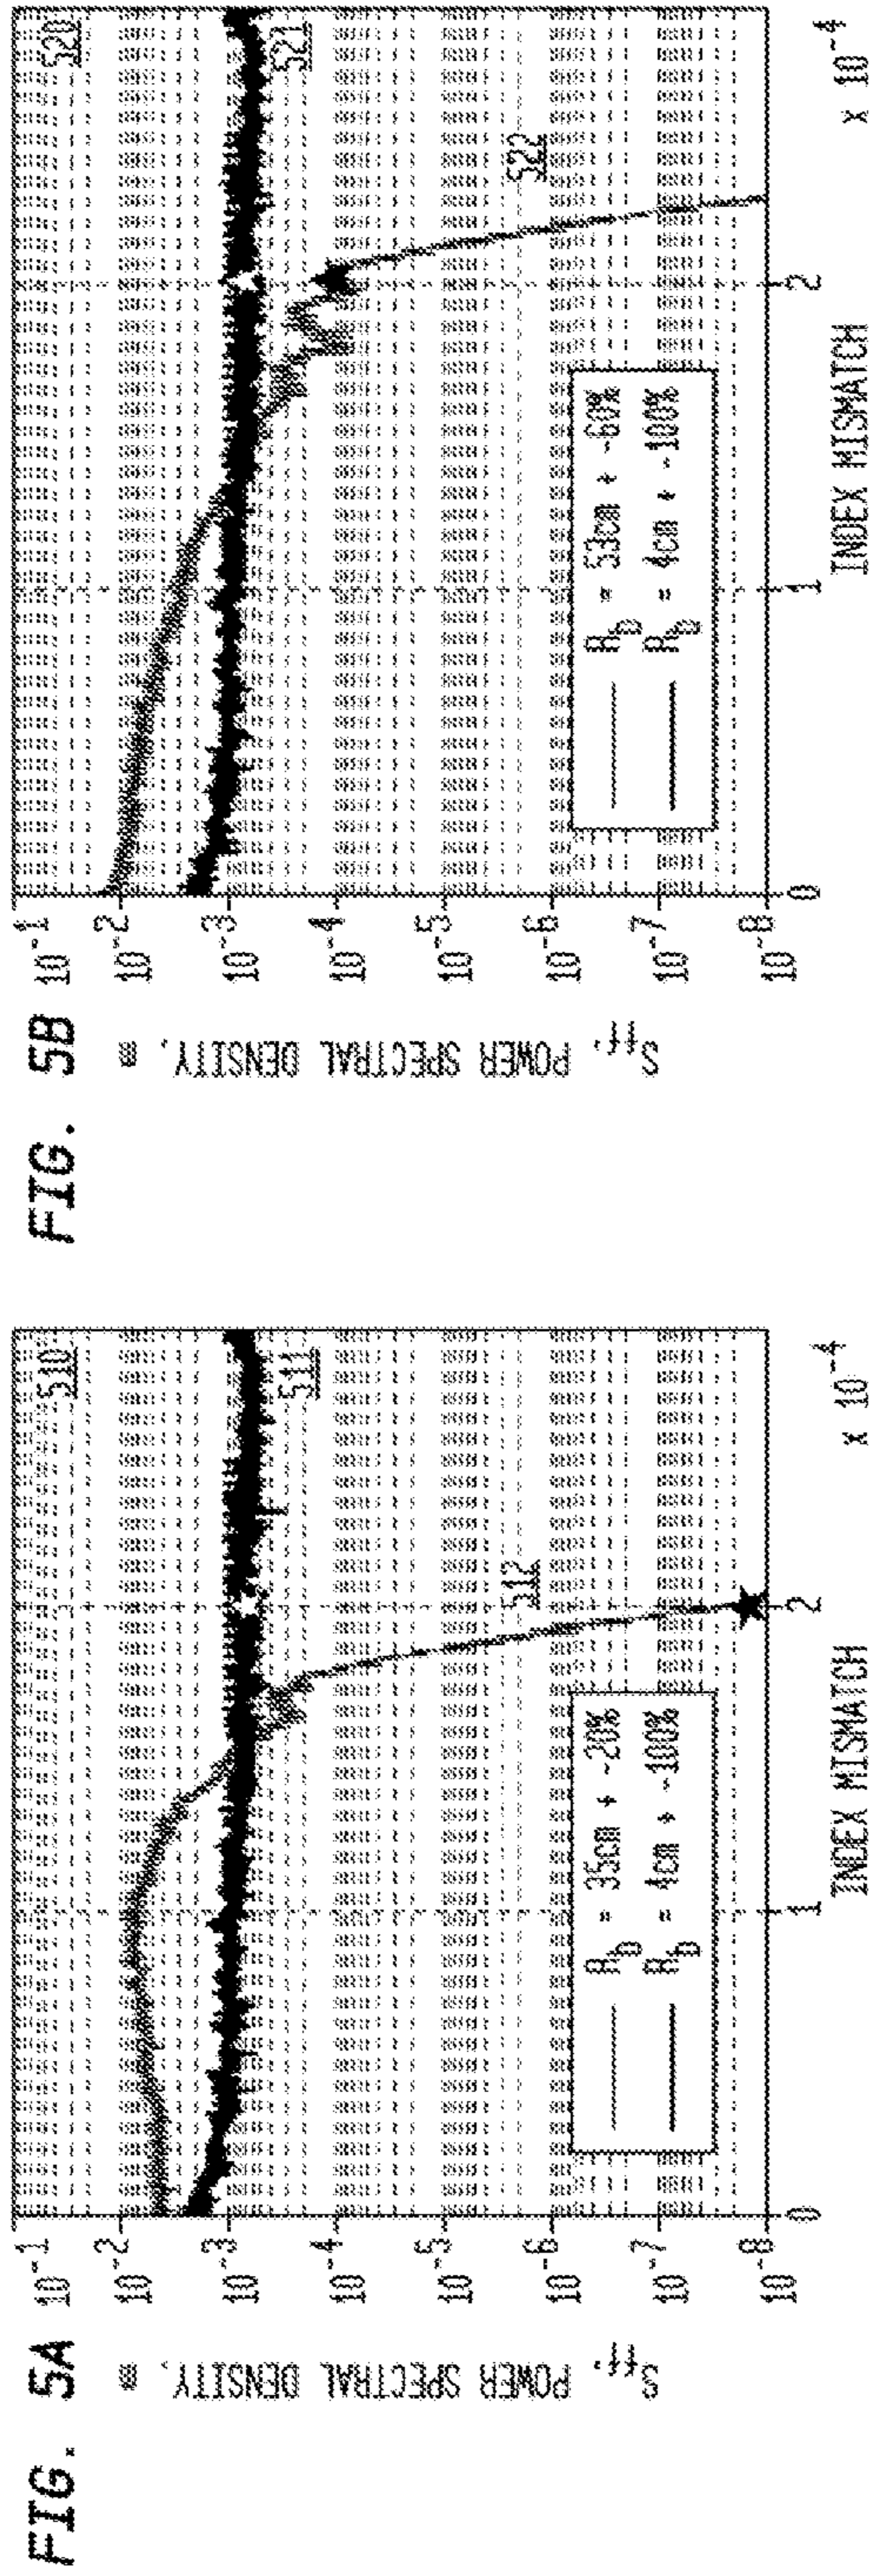 FIG. 5A
S_ff, POWER SPECTRAL DENSITY, m
10^-1
10^-2
10^-3
10^-4
10^-5
10^-6
10^-7
10^-8
510
511
512
R_b = 35cm + -20%
R_b = 4cm + -100%
0
1
2
x 10^-4
INDEX MISMATCH
FIG. 5B
S_ff, POWER SPECTRAL DENSITY, m
10^-1
10^-2
10^-3
10^-4
10^-5
10^-6
10^-7
10^-8
520
521
522
R_b = 53cm + -60%
R_b = 4cm + -100%
0
1
2
x 10^-4
INDEX MISMATCH